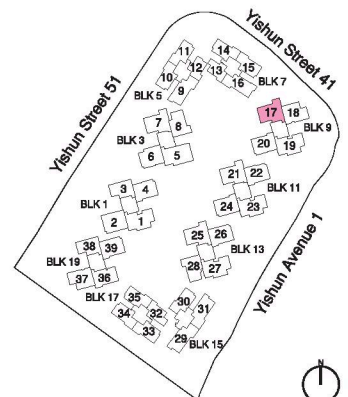 Yishun Street 41
Yishun Street 51
Yishun Avenue 1
11
12
10
9
BLK 5
14
13
15
16
BLK 7
7
8
BLK 3
6
5
17
18
BLK 9
20
19
21
22
BLK 11
24
23
3
4
BLK 1
2
1
25
26
BLK 13
28
27
38
39
BLK 19
37
36
BLK 17
35
34
32
33
30
31
29
BLK 15
N